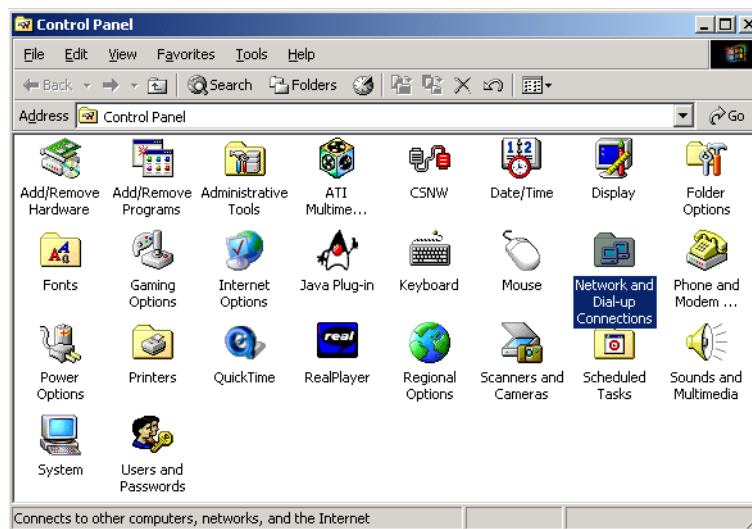 Control Panel
File Edit View Favorites Tools Help
Back Search Folders
Address Control Panel Go
Add/Remove Hardware
Add/Remove Programs
Administrative Tools
ATI Multime...
CSNW
Date/Time
Display
Folder Options
Fonts
Gaming Options
Internet Options
Java Plug-in
Keyboard
Mouse
Network and Dial-up Connections
Phone and Modem ...
Power Options
Printers
QuickTime
real
RealPlayer
Regional Options
Scanners and Cameras
Scheduled Tasks
Sounds and Multimedia
System
Users and Passwords
Connects to other computers, networks, and the Internet